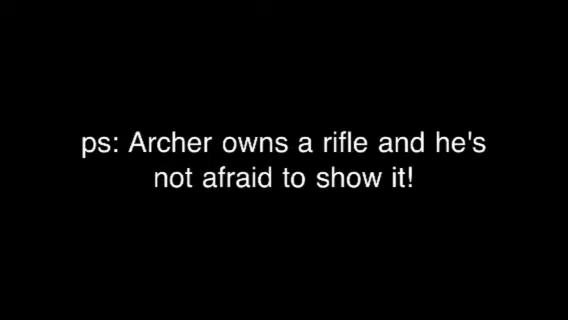 ps: Archer owns a rifle and he's
not afraid to show it!